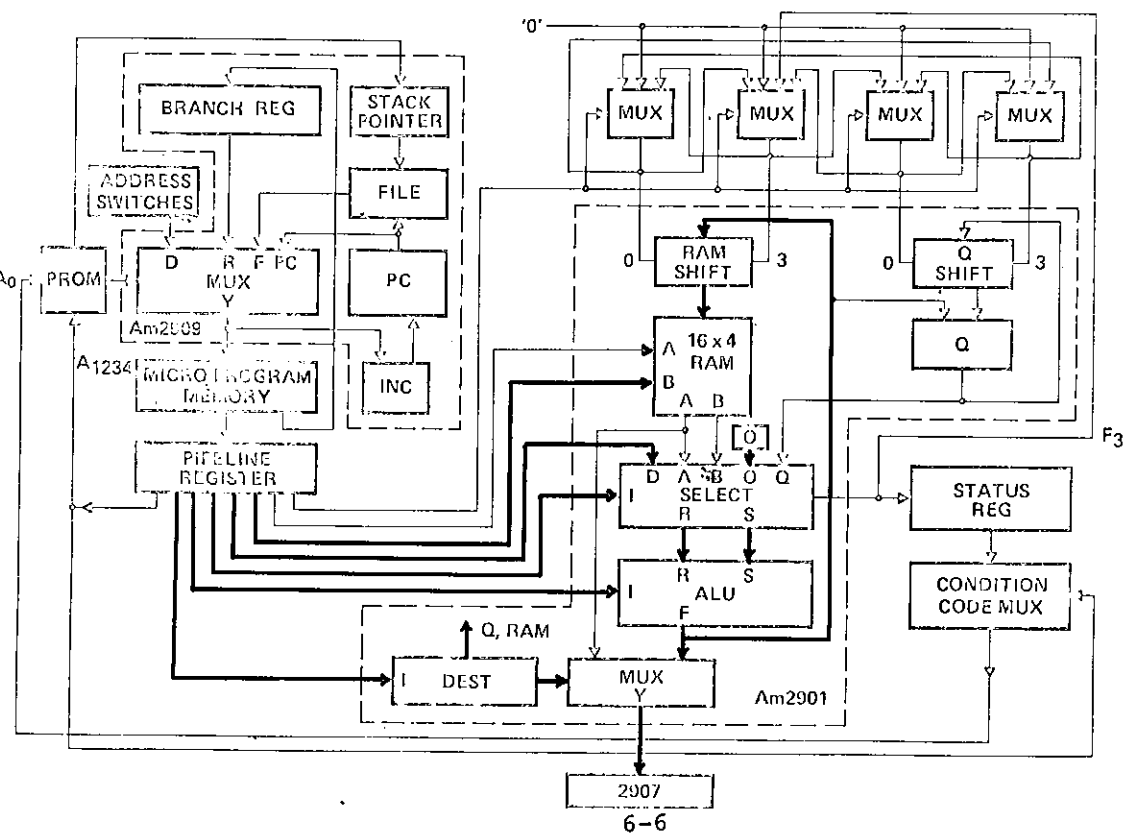 '0'
MUX
MUX
MUX
MUX
BRANCH REG
STACK
POINTER
ADDRESS
SWITCHES
FILE
D R F PC
MUX
Y
PC
A0
PROM
Am2909
A1234
MICRO PROGRAM
MEMORY
INC
PIPELINE
REGISTER
0
RAM
SHIFT
3
0
Q
SHIFT
3
16 x 4
RAM
A
B
A B
Q
0
D A B O Q
I
SELECT
R S
F3
STATUS
REG
R S
I
ALU
F
CONDITION
CODE MUX
Q, RAM
I
DEST
MUX
Y
Am2901
2907
6-6